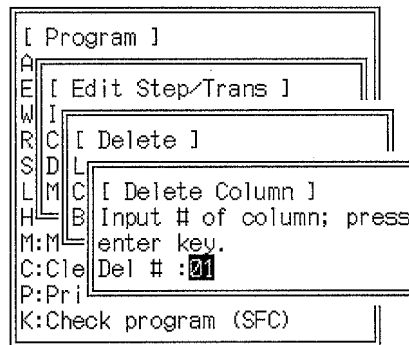 [ Program ]
A
E [ Edit Step/Trans ]
W I
R C [ Delete ]
S D L
L M C [ Delete Column ]
H B Input # of column; press
M:M enter key.
C:Cle Del # :01
P:Pri
K:Check program (SFC)